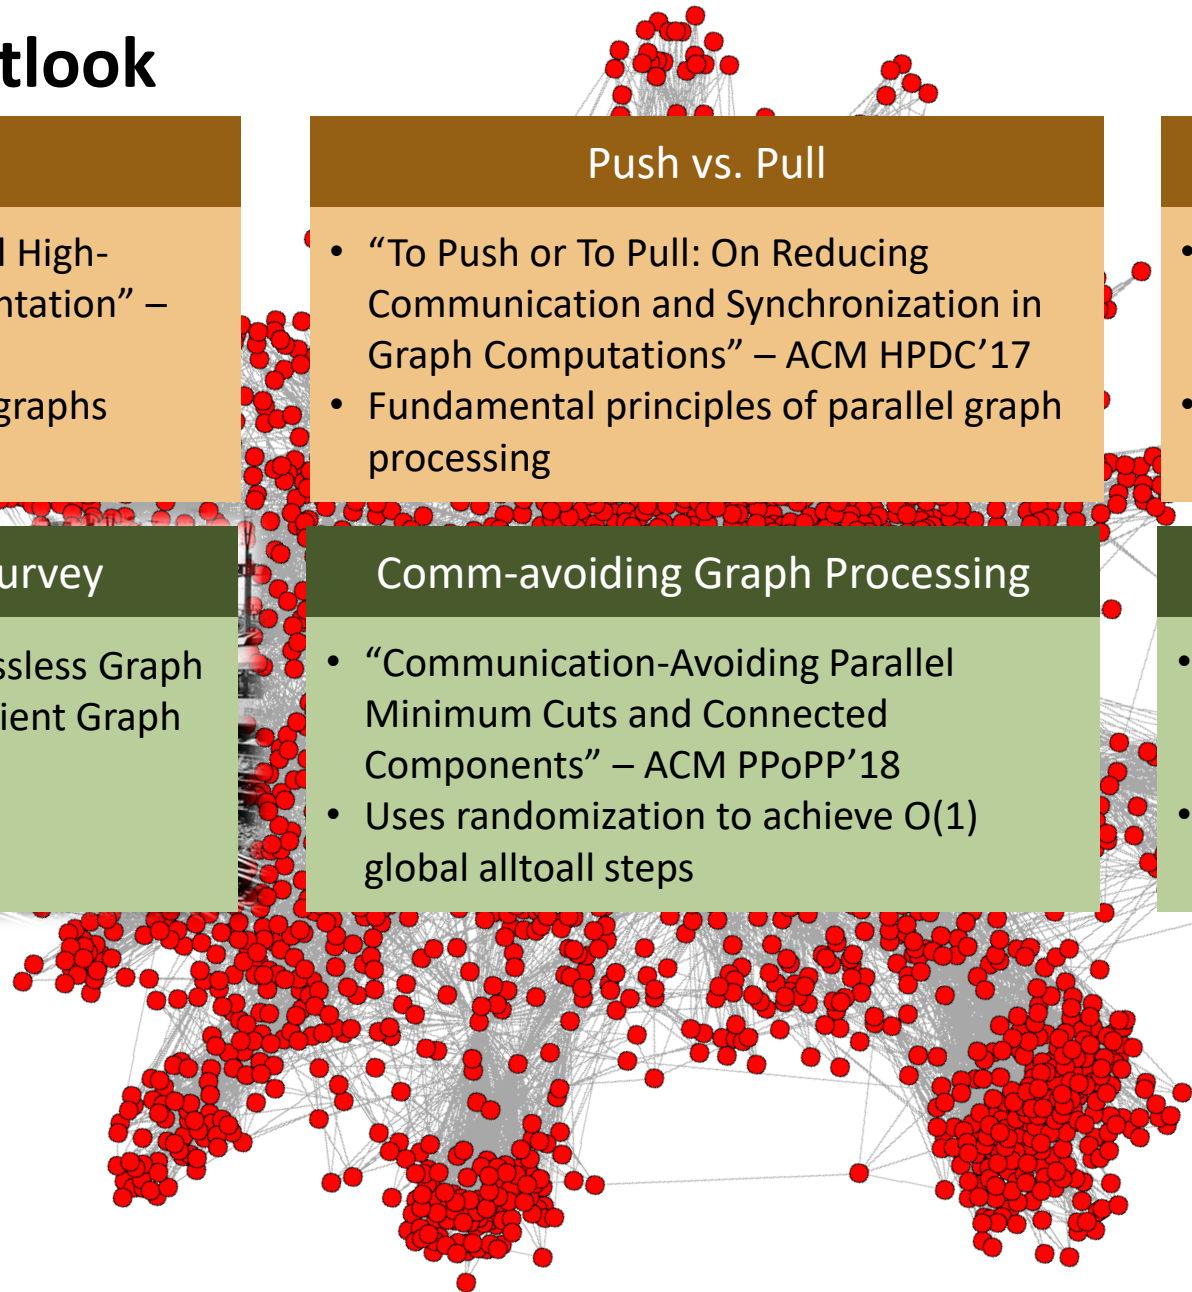 tlook
High-
ntation” –
graphs
Push vs. Pull
• “To Push or To Pull: On Reducing
Communication and Synchronization in
Graph Computations” – ACM HPDC’17
• Fundamental principles of parallel graph
processing
urvey
ssless Graph
ient Graph
Comm-avoiding Graph Processing
• “Communication-Avoiding Parallel
Minimum Cuts and Connected
Components” – ACM PPoPP’18
• Uses randomization to achieve O(1)
global alltoall steps